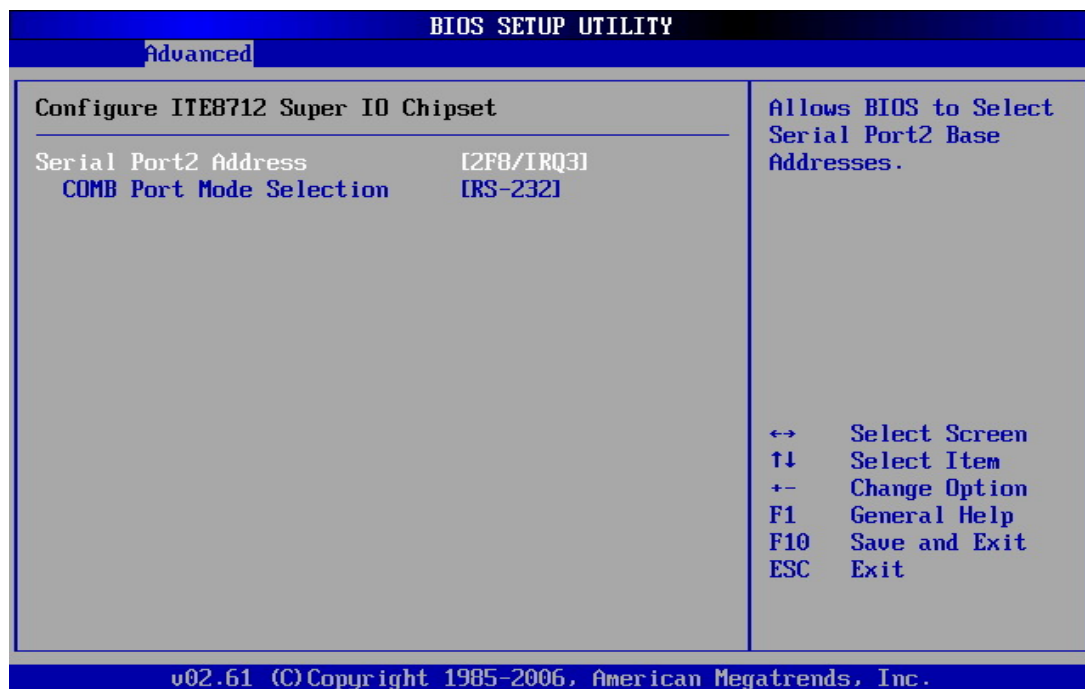 BIOS SETUP UTILITY
Advanced
Configure ITE8712 Super IO Chipset
Serial Port2 Address [2F8/IRQ3]
COMB Port Mode Selection [RS-232]
Allows BIOS to Select
Serial Port2 Base
Addresses.
←→ Select Screen
↑↓ Select Item
+- Change Option
F1 General Help
F10 Save and Exit
ESC Exit
v02.61 (C)Copyright 1985-2006, American Megatrends, Inc.